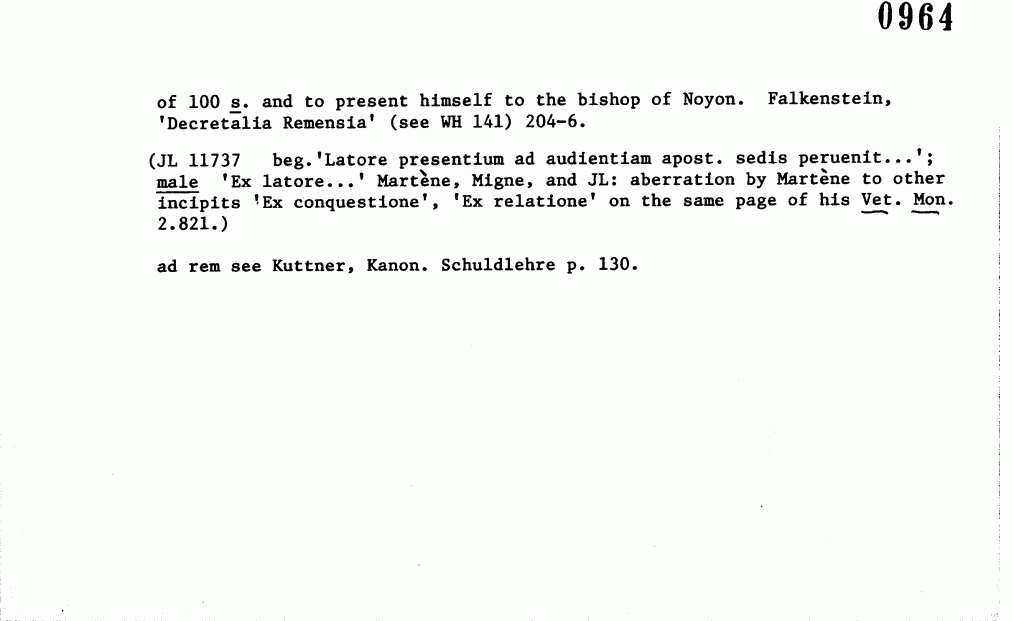 0964
of 100 s. and to present himself to the bishop of Noyon. Falkenstein,
'Decretalia Remensia' (see WH 141) 204-6.
(JL 11737 beg.'Latore presentium ad audientiam apost. sedis peruenit...';
male 'Ex latore...' Martène, Migne, and JL: aberration by Martène to other
incipits 'Ex conquestione', 'Ex relatione' on the same page of his Vet. Mon.
2.821.)
ad rem see Kuttner, Kanon. Schuldlehre p. 130.